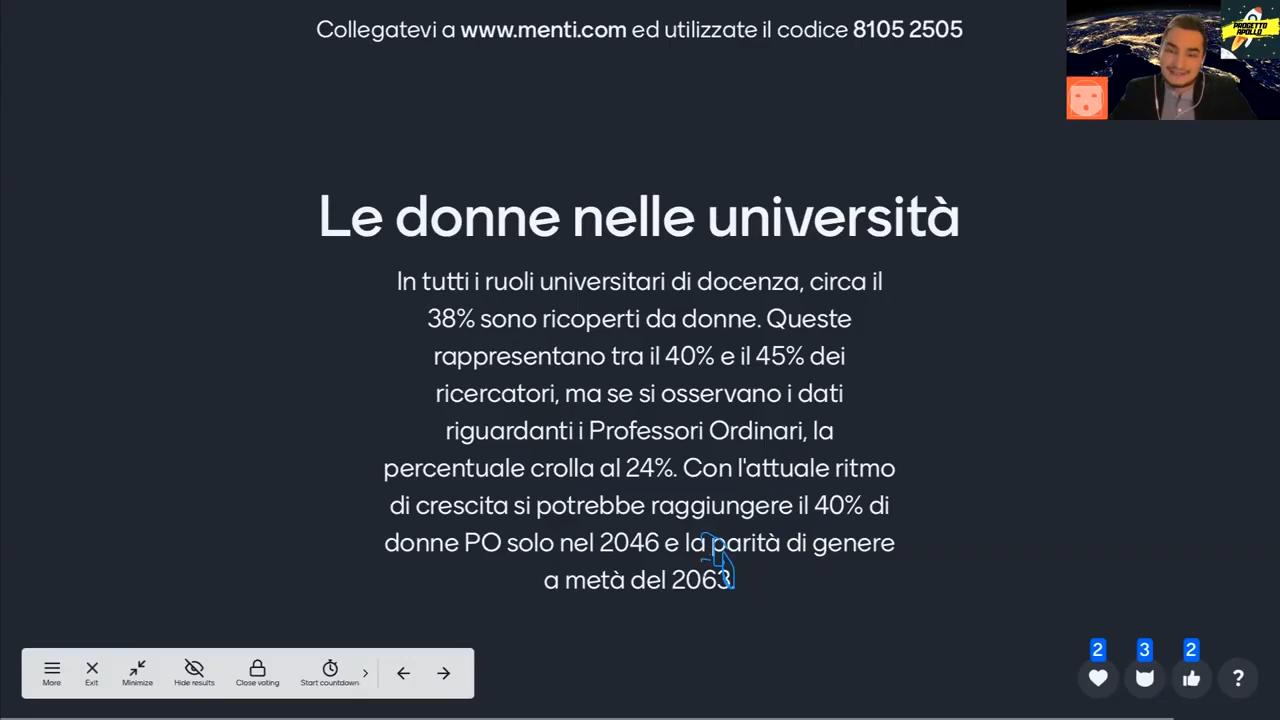 Collegatevi a www.menti.com ed utilizzate il codice 8105 2505
PROGETTO
APOLLO
Le donne nelle università
In tutti i ruoli universitari di docenza, circa il
38% sono ricoperti da donne. Queste
rappresentano tra il 40% e il 45% dei
ricercatori, ma se si osservano i dati
riguardanti i Professori Ordinari, la
percentuale crolla al 24%. Con l'attuale ritmo
di crescita si potrebbe raggiungere il 40% di
donne PO solo nel 2046 e la parità di genere
a metà del 2063.
More
Exit
Minimize
Hide results
Close voting
Start countdown
2
3
2
?